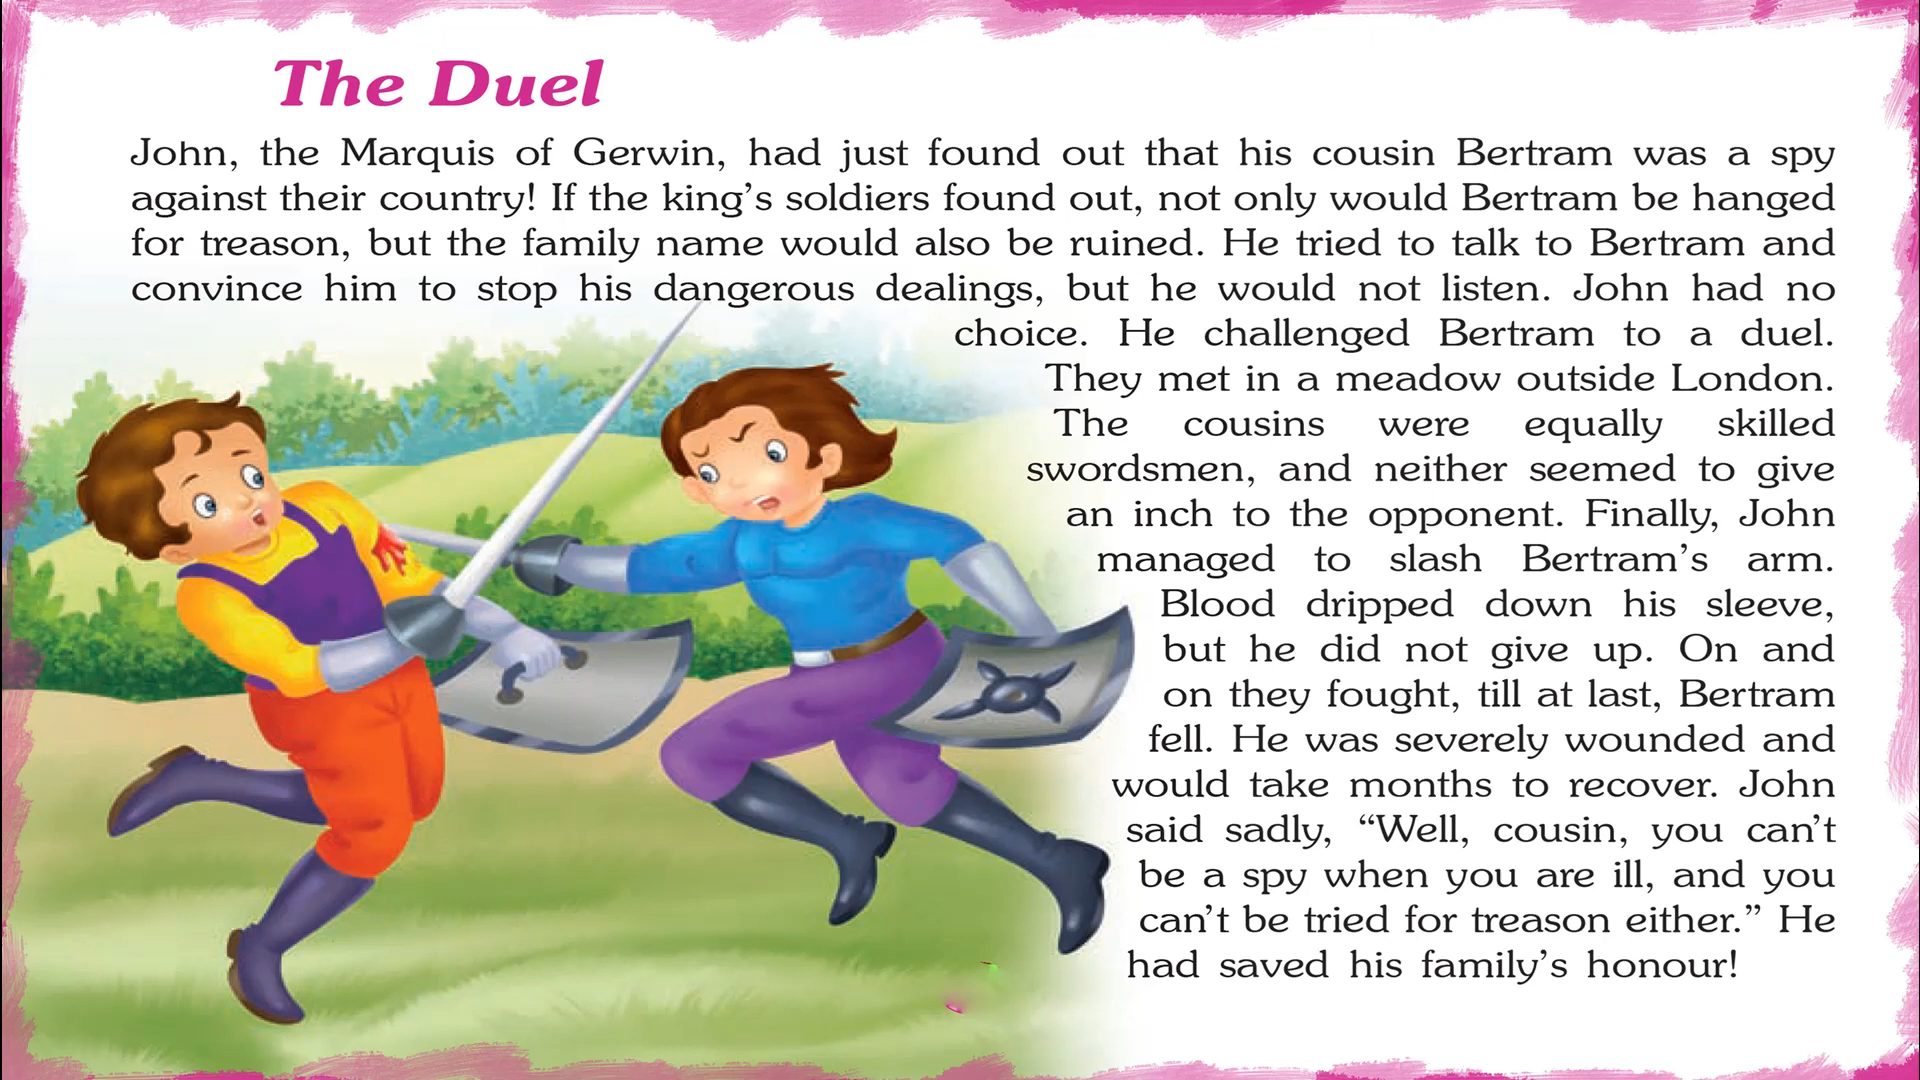 The Duel
John, the Marquis of Gerwin, had just found out that his cousin Bertram was a spy
against their country! If the king’s soldiers found out, not only would Bertram be hanged
for treason, but the family name would also be ruined. He tried to talk to Bertram and
convince him to stop his dangerous dealings, but he would not listen. John had no
choice. He challenged Bertram to a duel.
They met in a meadow outside London.
The cousins were equally skilled
swordsmen, and neither seemed to give
an inch to the opponent. Finally, John
managed to slash Bertram’s arm.
Blood dripped down his sleeve,
but he did not give up. On and
on they fought, till at last, Bertram
fell. He was severely wounded and
would take months to recover. John
said sadly, “Well, cousin, you can’t
be a spy when you are ill, and you
can’t be tried for treason either.” He
had saved his family’s honour!